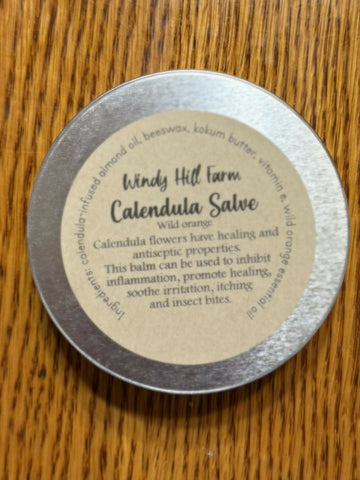 Windy Hill Farm
Calendula Salve
Wild orange
Calendula flowers have healing and
antiseptic properties.
This balm can be used to inhibit
inflammation, promote healing,
soothe irritation, itching
and insect bites.
Ingredients: calendula-infused almond oil, beeswax, kokum butter, vitamin e, wild orange essential oil